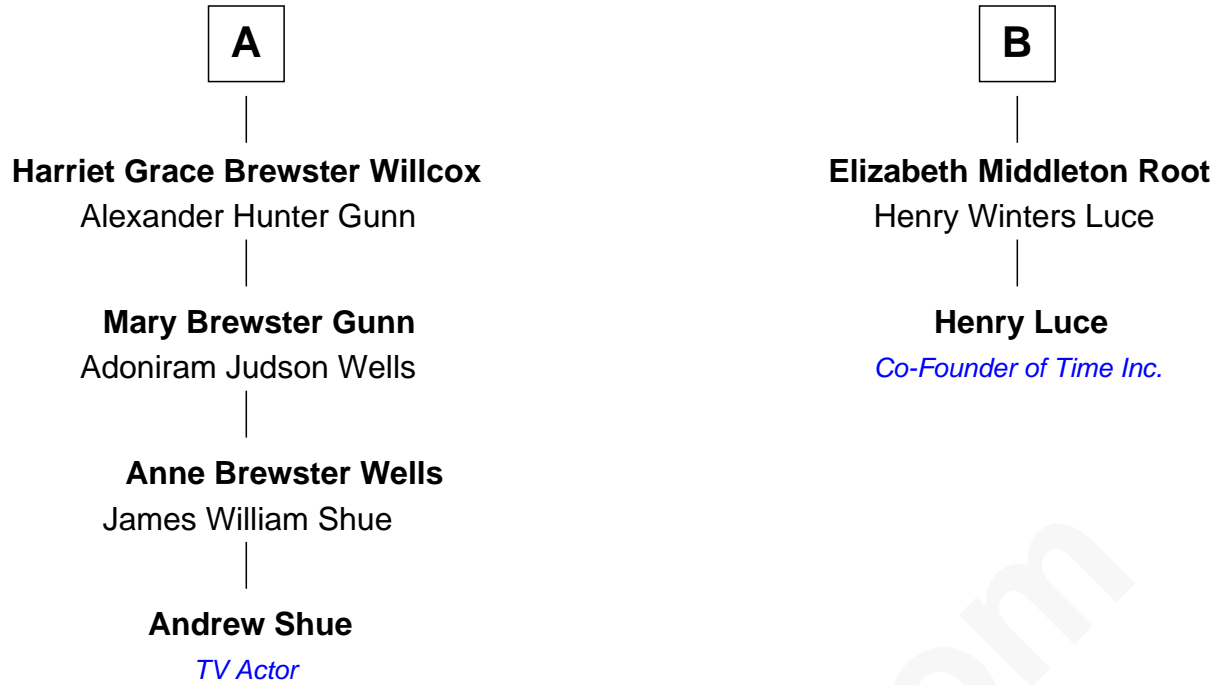 A
Harriet Grace Brewster Willcox
Alexander Hunter Gunn
Mary Brewster Gunn
Adoniram Judson Wells
Anne Brewster Wells
James William Shue
Andrew Shue
TV Actor
B
Elizabeth Middleton Root
Henry Winters Luce
Henry Luce
Co-Founder of Time Inc.
om